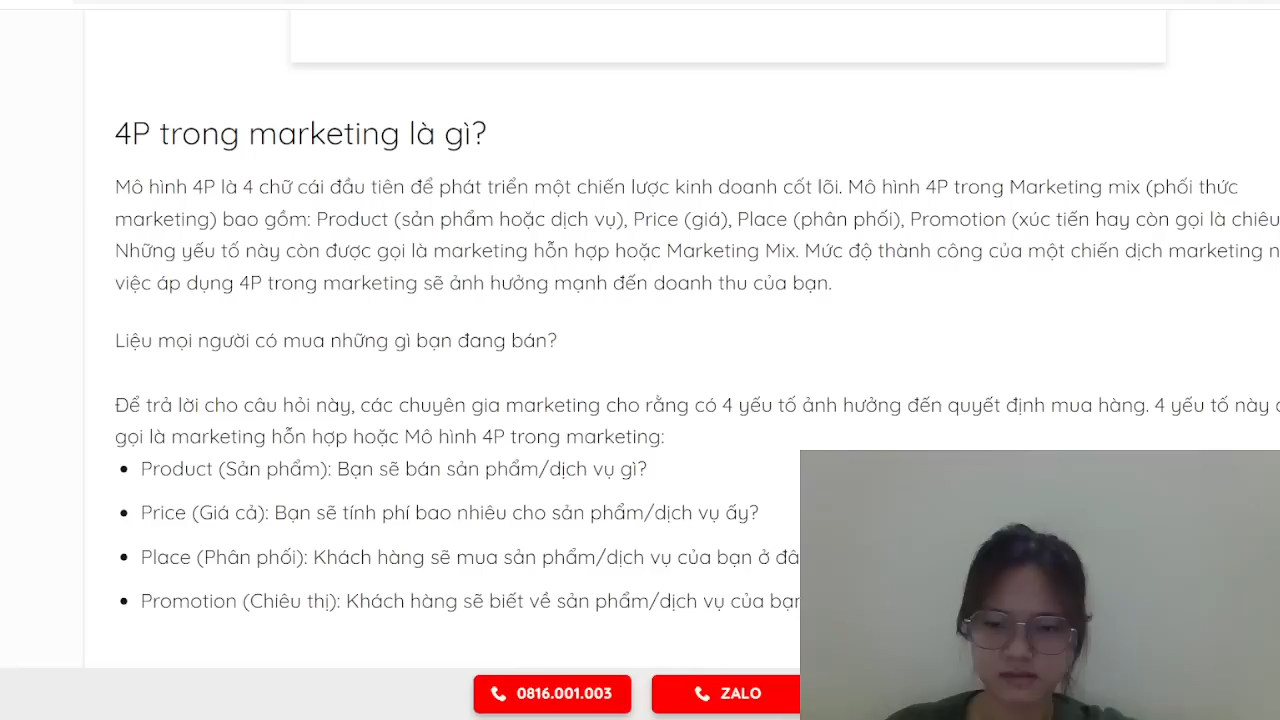 4P trong marketing là gì?
Mô hình 4P là 4 chữ cái đầu tiên để phát triển một chiến lược kinh doanh cốt lõi. Mô hình 4P trong Marketing mix (phối thức
marketing) bao gồm: Product (sản phẩm hoặc dịch vụ), Price (giá), Place (phân phối), Promotion (xúc tiến hay còn gọi là chiêu
Những yếu tố này còn được gọi là marketing hỗn hợp hoặc Marketing Mix. Mức độ thành công của một chiến dịch marketing
việc áp dụng 4P trong marketing sẽ ảnh hưởng mạnh đến doanh thu của bạn.
Liệu mọi người có mua những gì bạn đang bán?
Để trả lời cho câu hỏi này, các chuyên gia marketing cho rằng có 4 yếu tố ảnh hưởng đến quyết định mua hàng. 4 yếu tố này
gọi là marketing hỗn hợp hoặc Mô hình 4P trong marketing:
• Product (Sản phẩm): Bạn sẽ bán sản phẩm/dịch vụ gì?
• Price (Giá cả): Bạn sẽ tính phí bao nhiêu cho sản phẩm/dịch vụ ấy?
• Place (Phân phối): Khách hàng sẽ mua sản phẩm/dịch vụ của bạn ở
• Promotion (Chiêu thị): Khách hàng sẽ biết về sản phẩm/dịch vụ của bạn
0816.001.003
ZALO